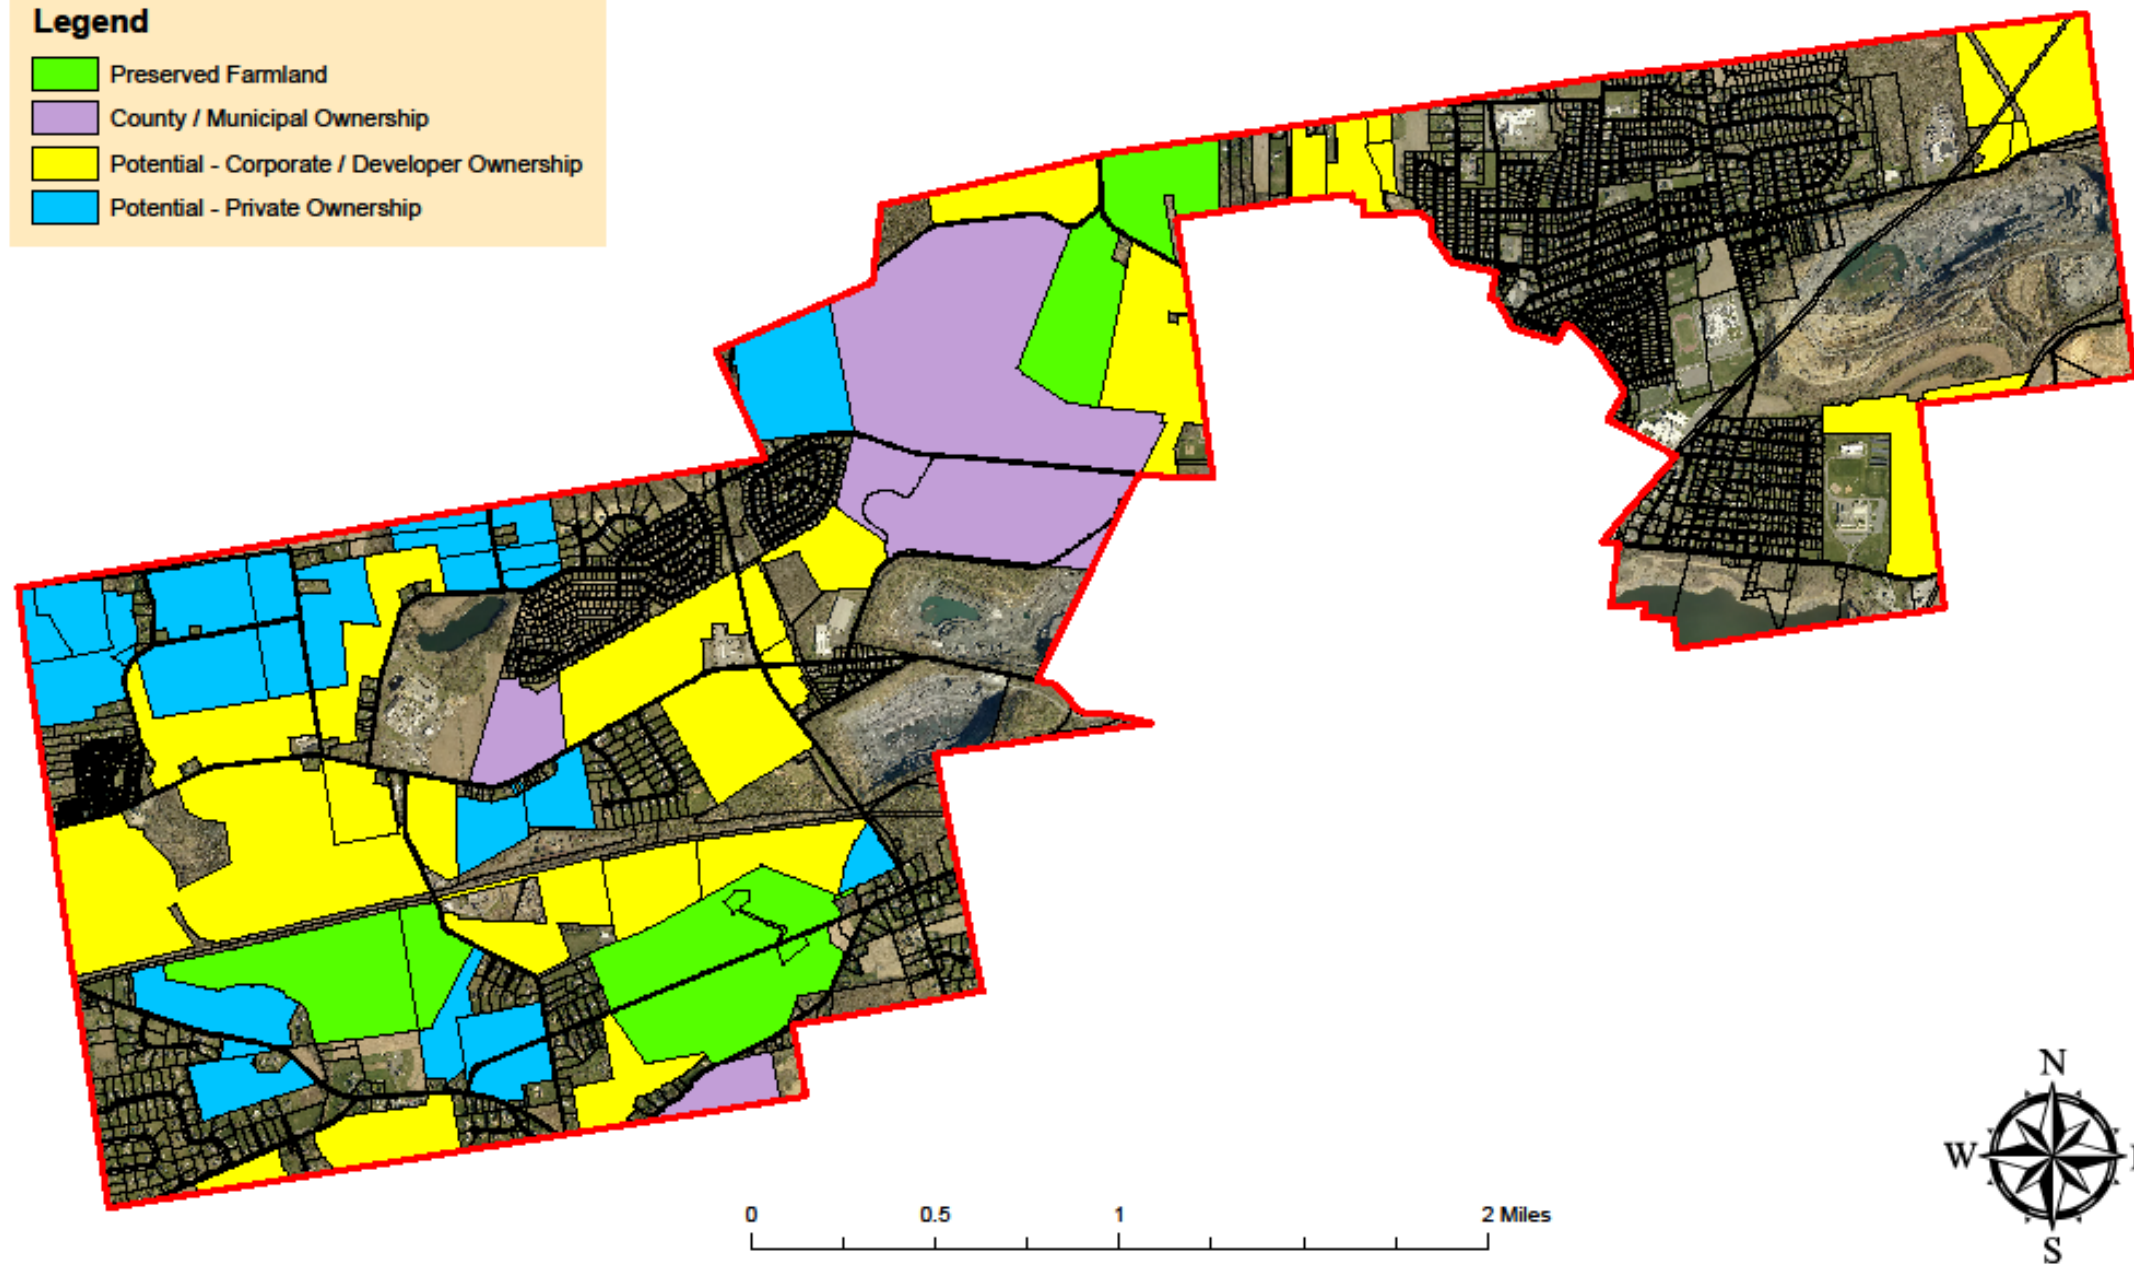 Legend
Preserved Farmland
County / Municipal Ownership
Potential - Corporate / Developer Ownership
Potential - Private Ownership
0 0.5 1 2 Miles
N
W
S